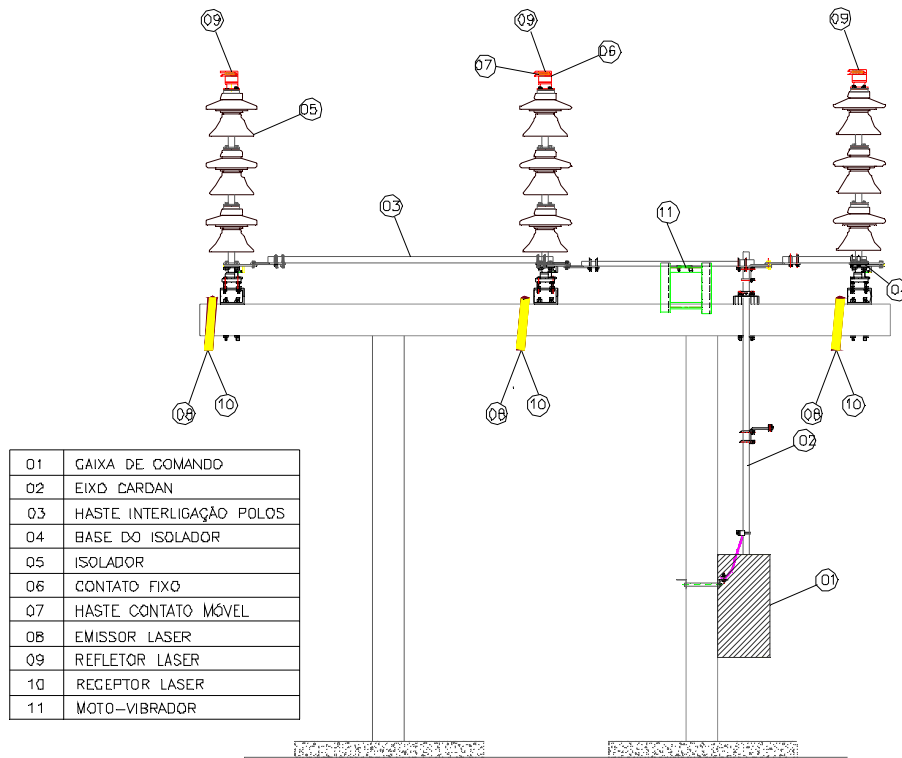 09
09
09
07
06
05
03
11
04
08
10
08
10
08
10
02
01
01 CAIXA DE COMANDO
02 EIXO CARDAN
03 HASTE INTERLIGAÇÃO POLOS
04 BASE DO ISOLADOR
05 ISOLADOR
06 CONTATO FIXO
07 HASTE CONTATO MÓVEL
08 EMISSOR LASER
09 REFLETOR LASER
10 RECEPTOR LASER
11 MOTO-VIBRADOR